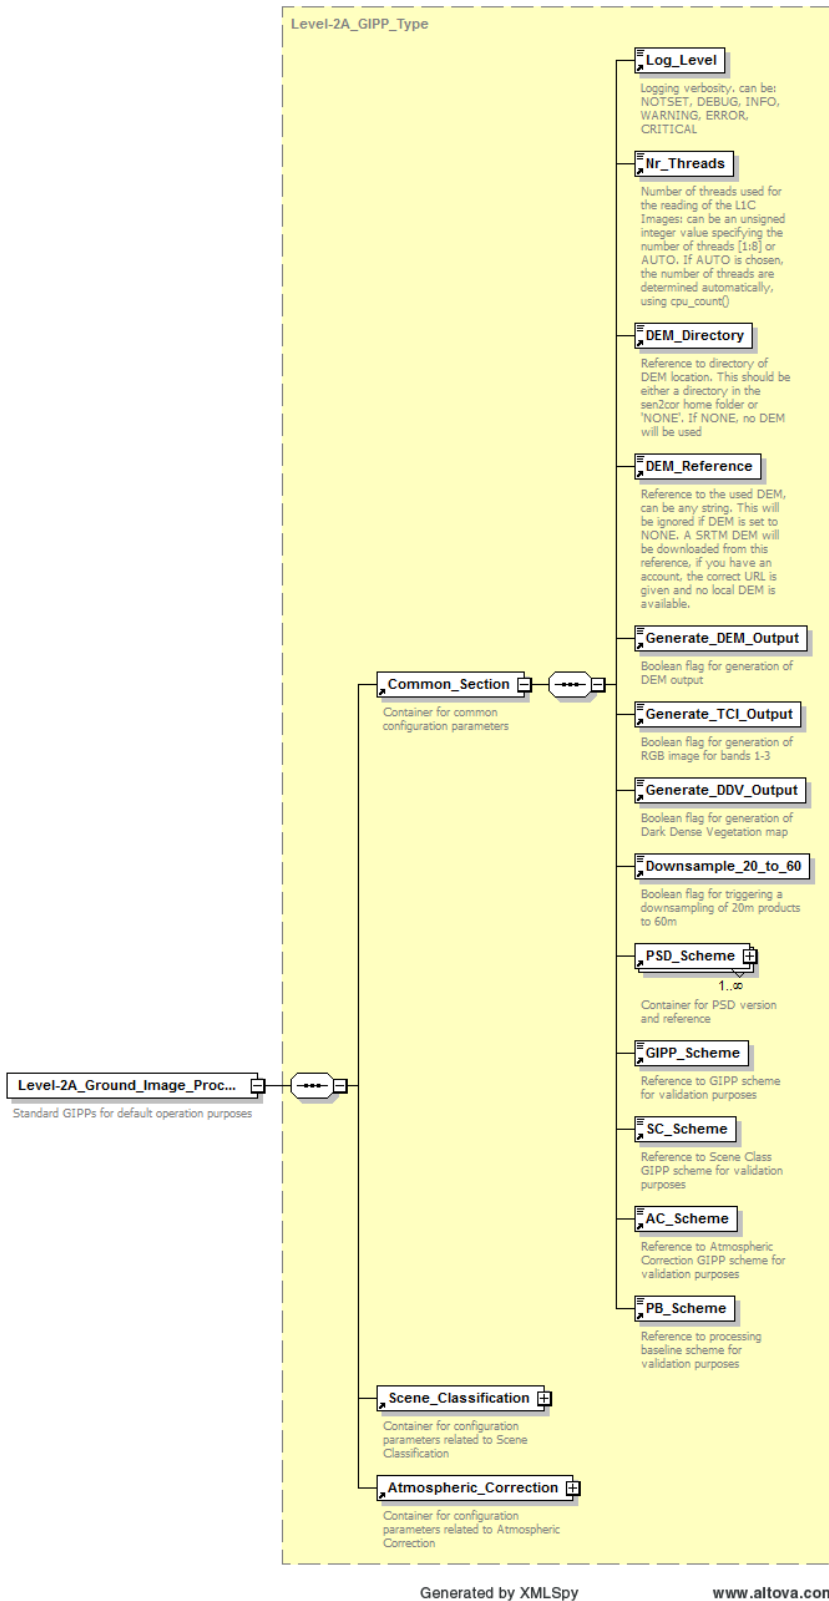 Level-2A_GIPP_Type
Log_Level
Logging verbosity. can be:
NOTSET, DEBUG, INFO,
WARNING, ERROR,
CRITICAL
Nr_Threads
Number of threads used for
the reading of the L1C
Images: can be an unsigned
integer value specifying the
number of threads [1:8] or
AUTO. If AUTO is chosen,
the number of threads are
determined automatically,
using cpu_count()
DEM_Directory
Reference to directory of
DEM location. This should be
either a directory in the
sen2cor home folder or
'NONE'. If NONE, no DEM
will be used
DEM_Reference
Reference to the used DEM,
can be any string. This will
be ignored if DEM is set to
NONE. A SRTM DEM will
be downloaded from this
reference, if you have an
account, the correct URL is
given and no local DEM is
available.
Generate_DEM_Output
Boolean flag for generation of
DEM output
Common_Section
Container for common
configuration parameters
Generate_TCI_Output
Boolean flag for generation of
RGB image for bands 1-3
Generate_DDV_Output
Boolean flag for generation of
Dark Dense Vegetation map
Downsample_20_to_60
Boolean flag for triggering a
downsampling of 20m products
to 60m
PSD_Scheme
1..∞
Container for PSD version
and reference
GIPP_Scheme
Reference to GIPP scheme
for validation purposes
Level-2A_Ground_Image_Proc...
Standard GIPPs for default operation purposes
SC_Scheme
Reference to Scene Class
GIPP scheme for validation
purposes
AC_Scheme
Reference to Atmospheric
Correction GIPP scheme for
validation purposes
PB_Scheme
Reference to processing
baseline scheme for
validation purposes
Scene_Classification
Container for configuration
parameters related to Scene
Classification
Atmospheric_Correction
Container for configuration
parameters related to Atmospheric
Correction
Generated by XMLSpy
www.altova.com